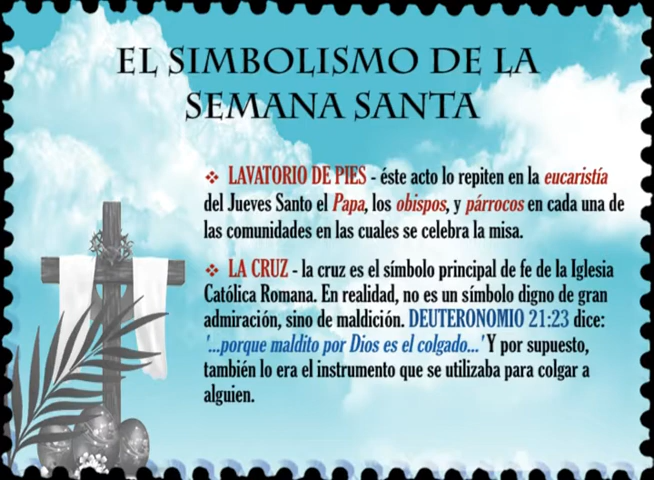 EL SIMBOLISMO DE LA
SEMANA SANTA
❖ LAVATORIO DE PIES - éste acto lo repiten en la eucaristía
del Jueves Santo el Papa, los obispos, y párrocos en cada una de
las comunidades en las cuales se celebra la misa.
❖ LA CRUZ - la cruz es el símbolo principal de fe de la Iglesia
Católica Romana. En realidad, no es un símbolo digno de gran
admiración, sino de maldición. DEUTERONOMIO 21:23 dice:
'...porque maldito por Dios es el colgado...' Y por supuesto,
también lo era el instrumento que se utilizaba para colgar a
alguien.